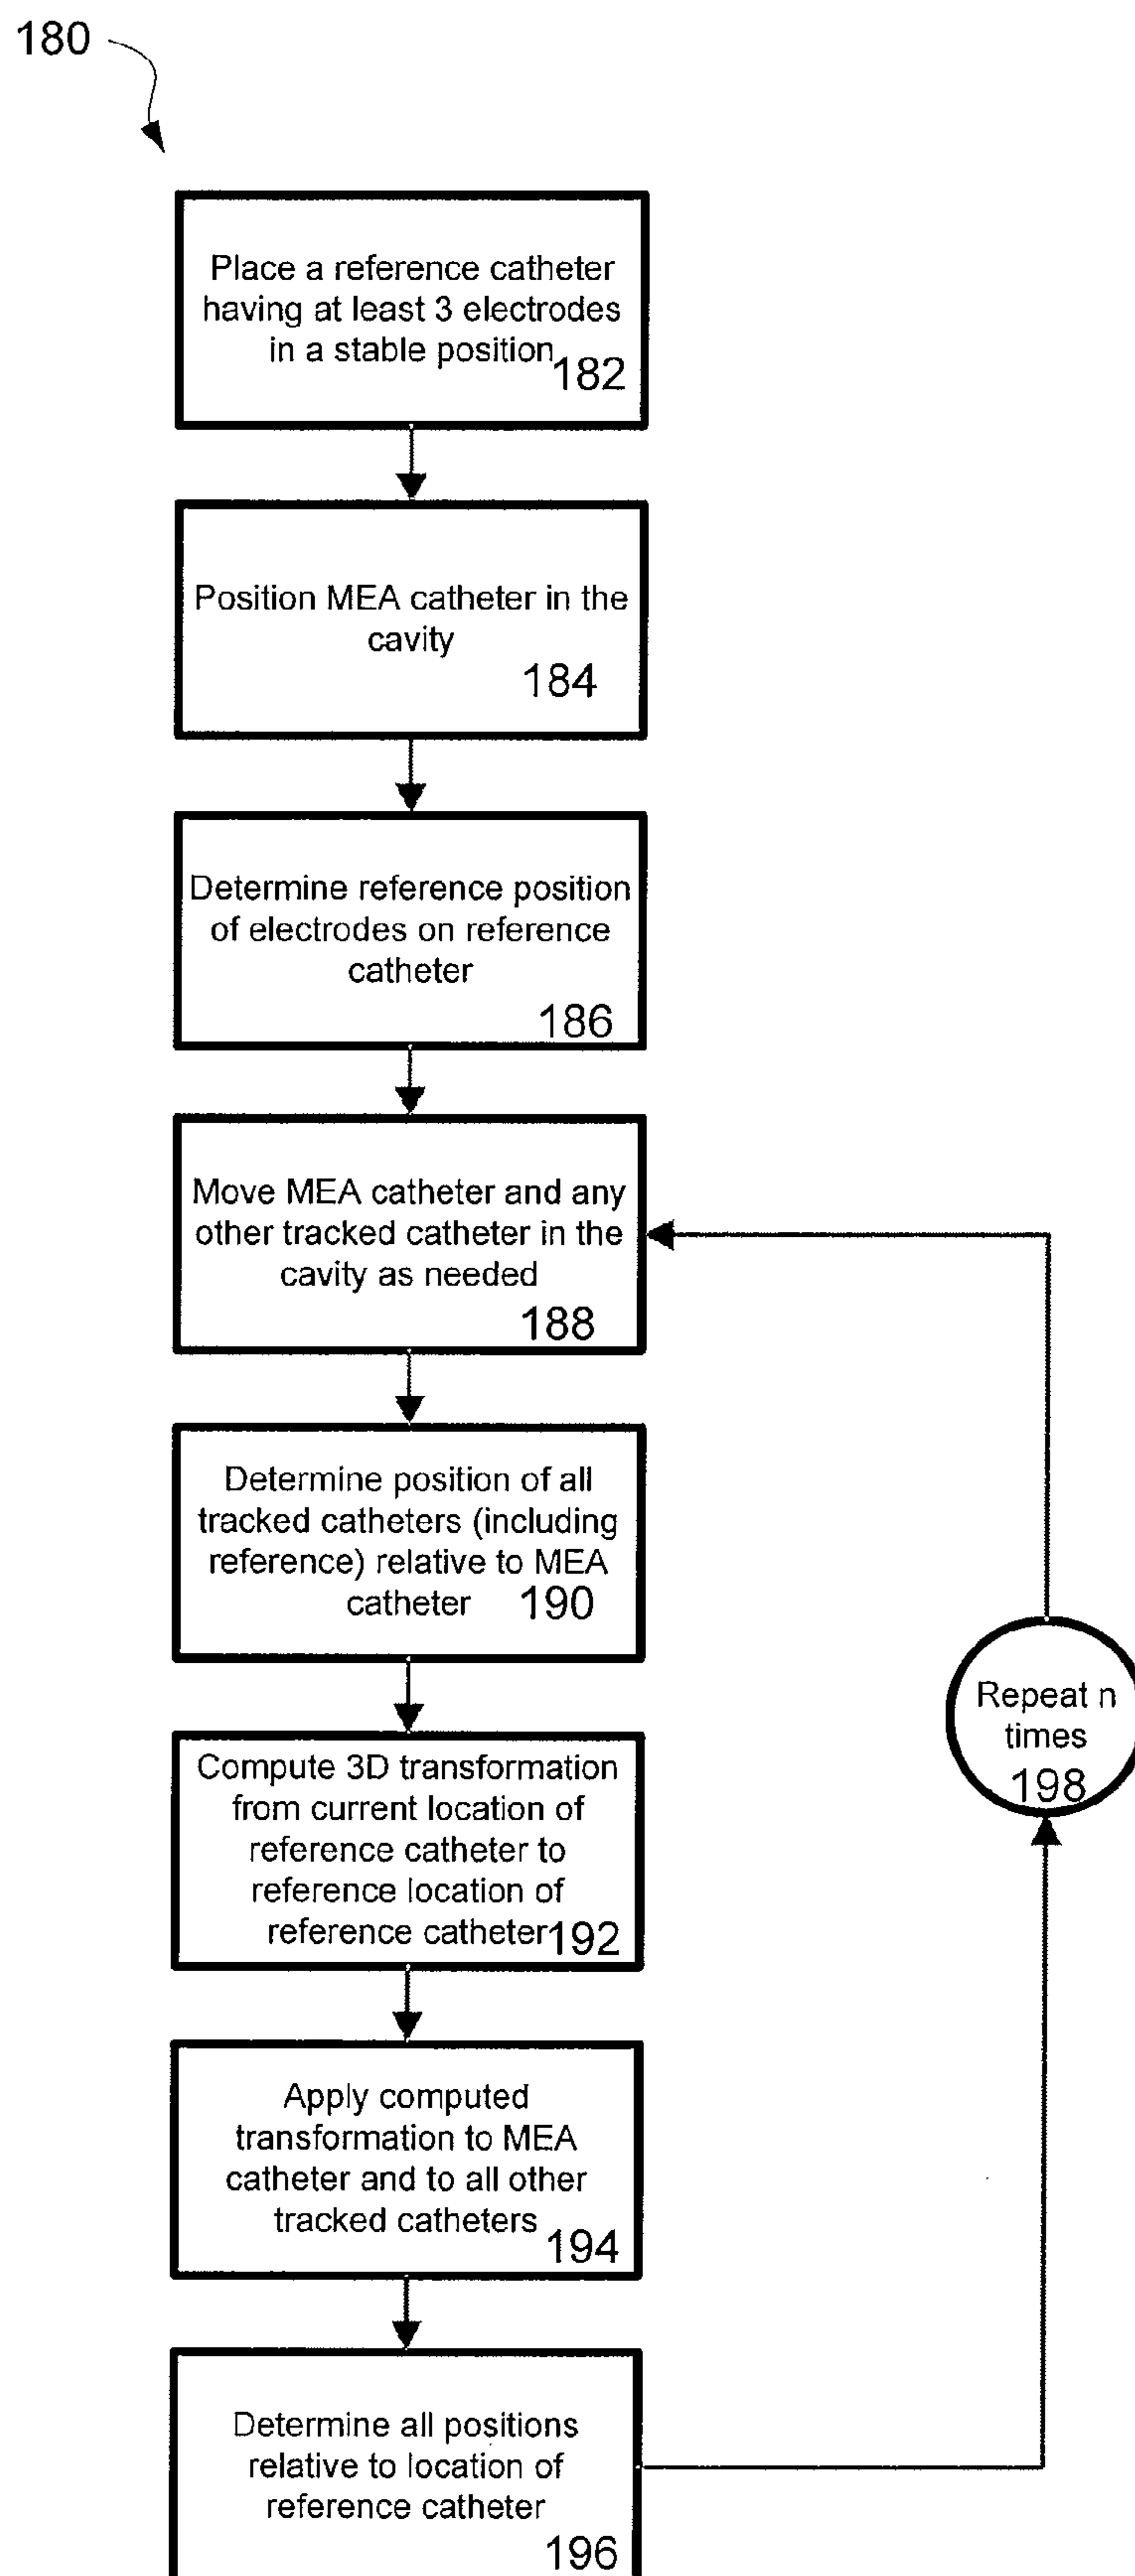 180
Place a reference catheter
having at least 3 electrodes
in a stable position
182
Position MEA catheter in the
cavity
184
Determine reference position
of electrodes on reference
catheter
186
Move MEA catheter and any
other tracked catheter in the
cavity as needed
188
Determine position of all
tracked catheters (including
reference) relative to MEA
catheter 190
Compute 3D transformation
from current location of
reference catheter to
reference location of
reference catheter 192
Apply computed
transformation to MEA
catheter and to all other
tracked catheters
194
Determine all positions
relative to location of
reference catheter
196
Repeat n
times
198